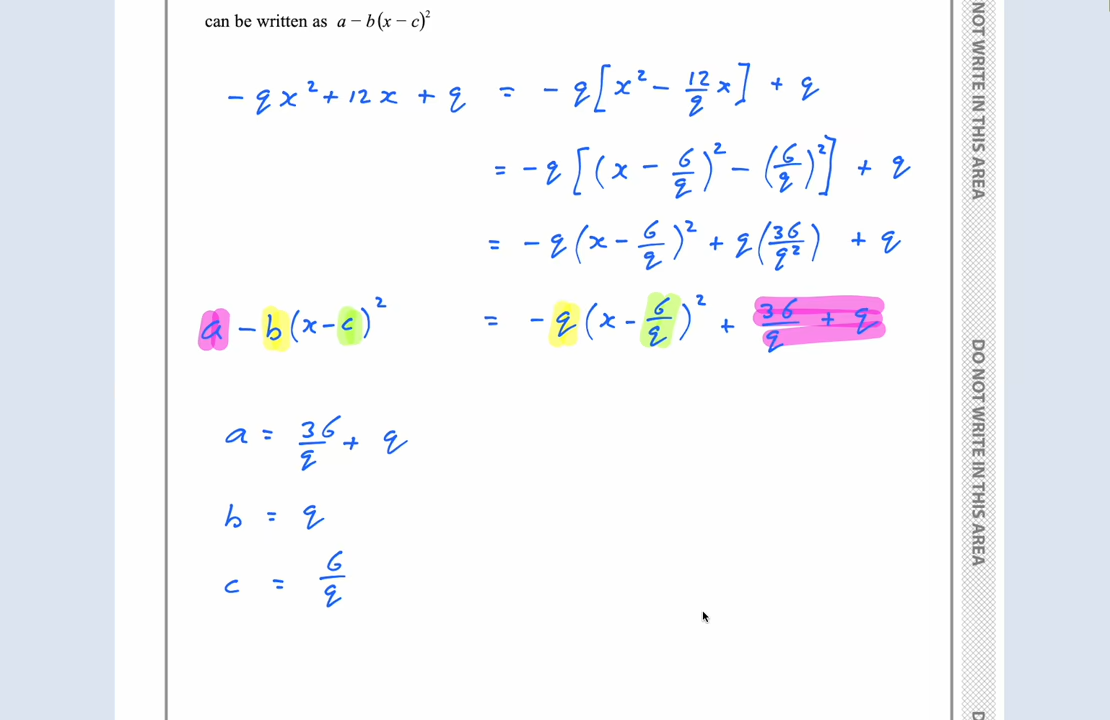 can be written as a − b(x − c)²
- qx² + 12x + q = - q[x² - 12/q x] + q
= - q[(x - 6/q)² - (6/q)²] + q
= - q(x - 6/q)² + q(36/q²) + q
a - b(x - c)² = - q(x - 6/q)² + 36/q + q
a = 36/q + q
b = q
c = 6/q
NOT WRITE IN THIS AREA
DO NOT WRITE IN THIS AREA
D